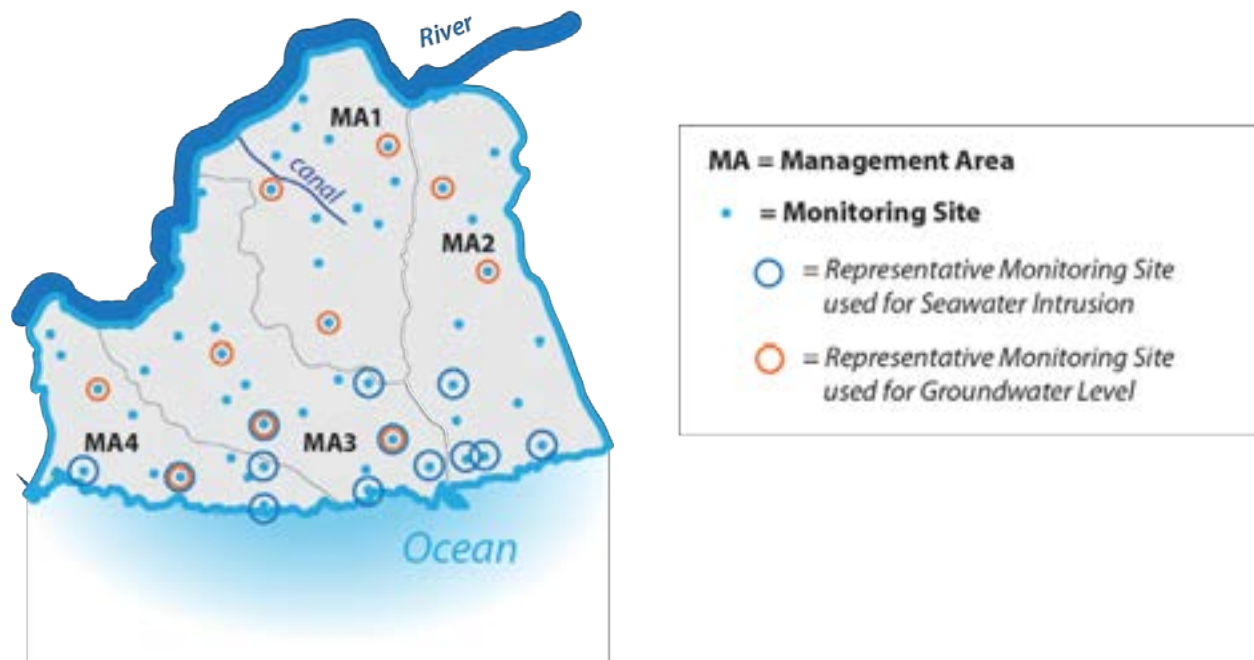 River
MA1
canal
MA2
MA3
MA4
Ocean
MA = Management Area
= Monitoring Site
= Representative Monitoring Site
used for Seawater Intrusion
= Representative Monitoring Site
used for Groundwater Level